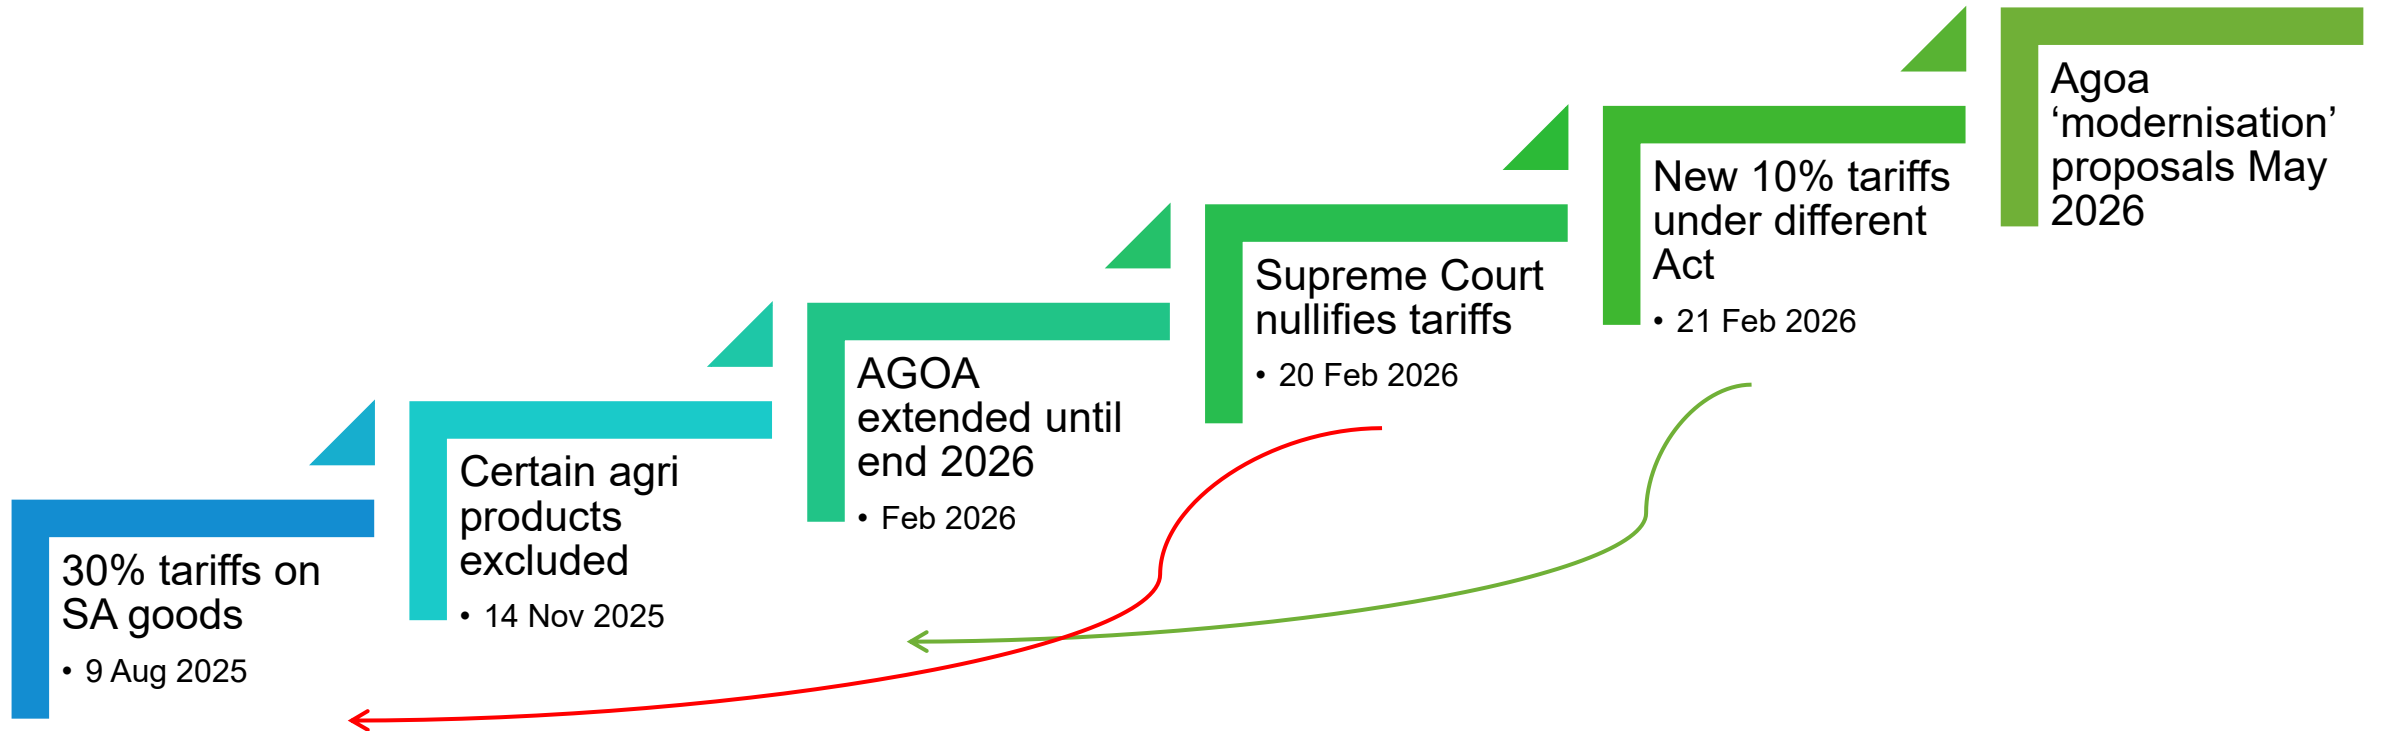 30% tariffs on
SA goods
• 9 Aug 2025
Certain agri
products
excluded
• 14 Nov 2025
AGOA
extended until
end 2026
• Feb 2026
Supreme Court
nullifies tariffs
• 20 Feb 2026
New 10% tariffs
under different
Act
• 21 Feb 2026
Agoa
‘modernisation’
proposals May
2026